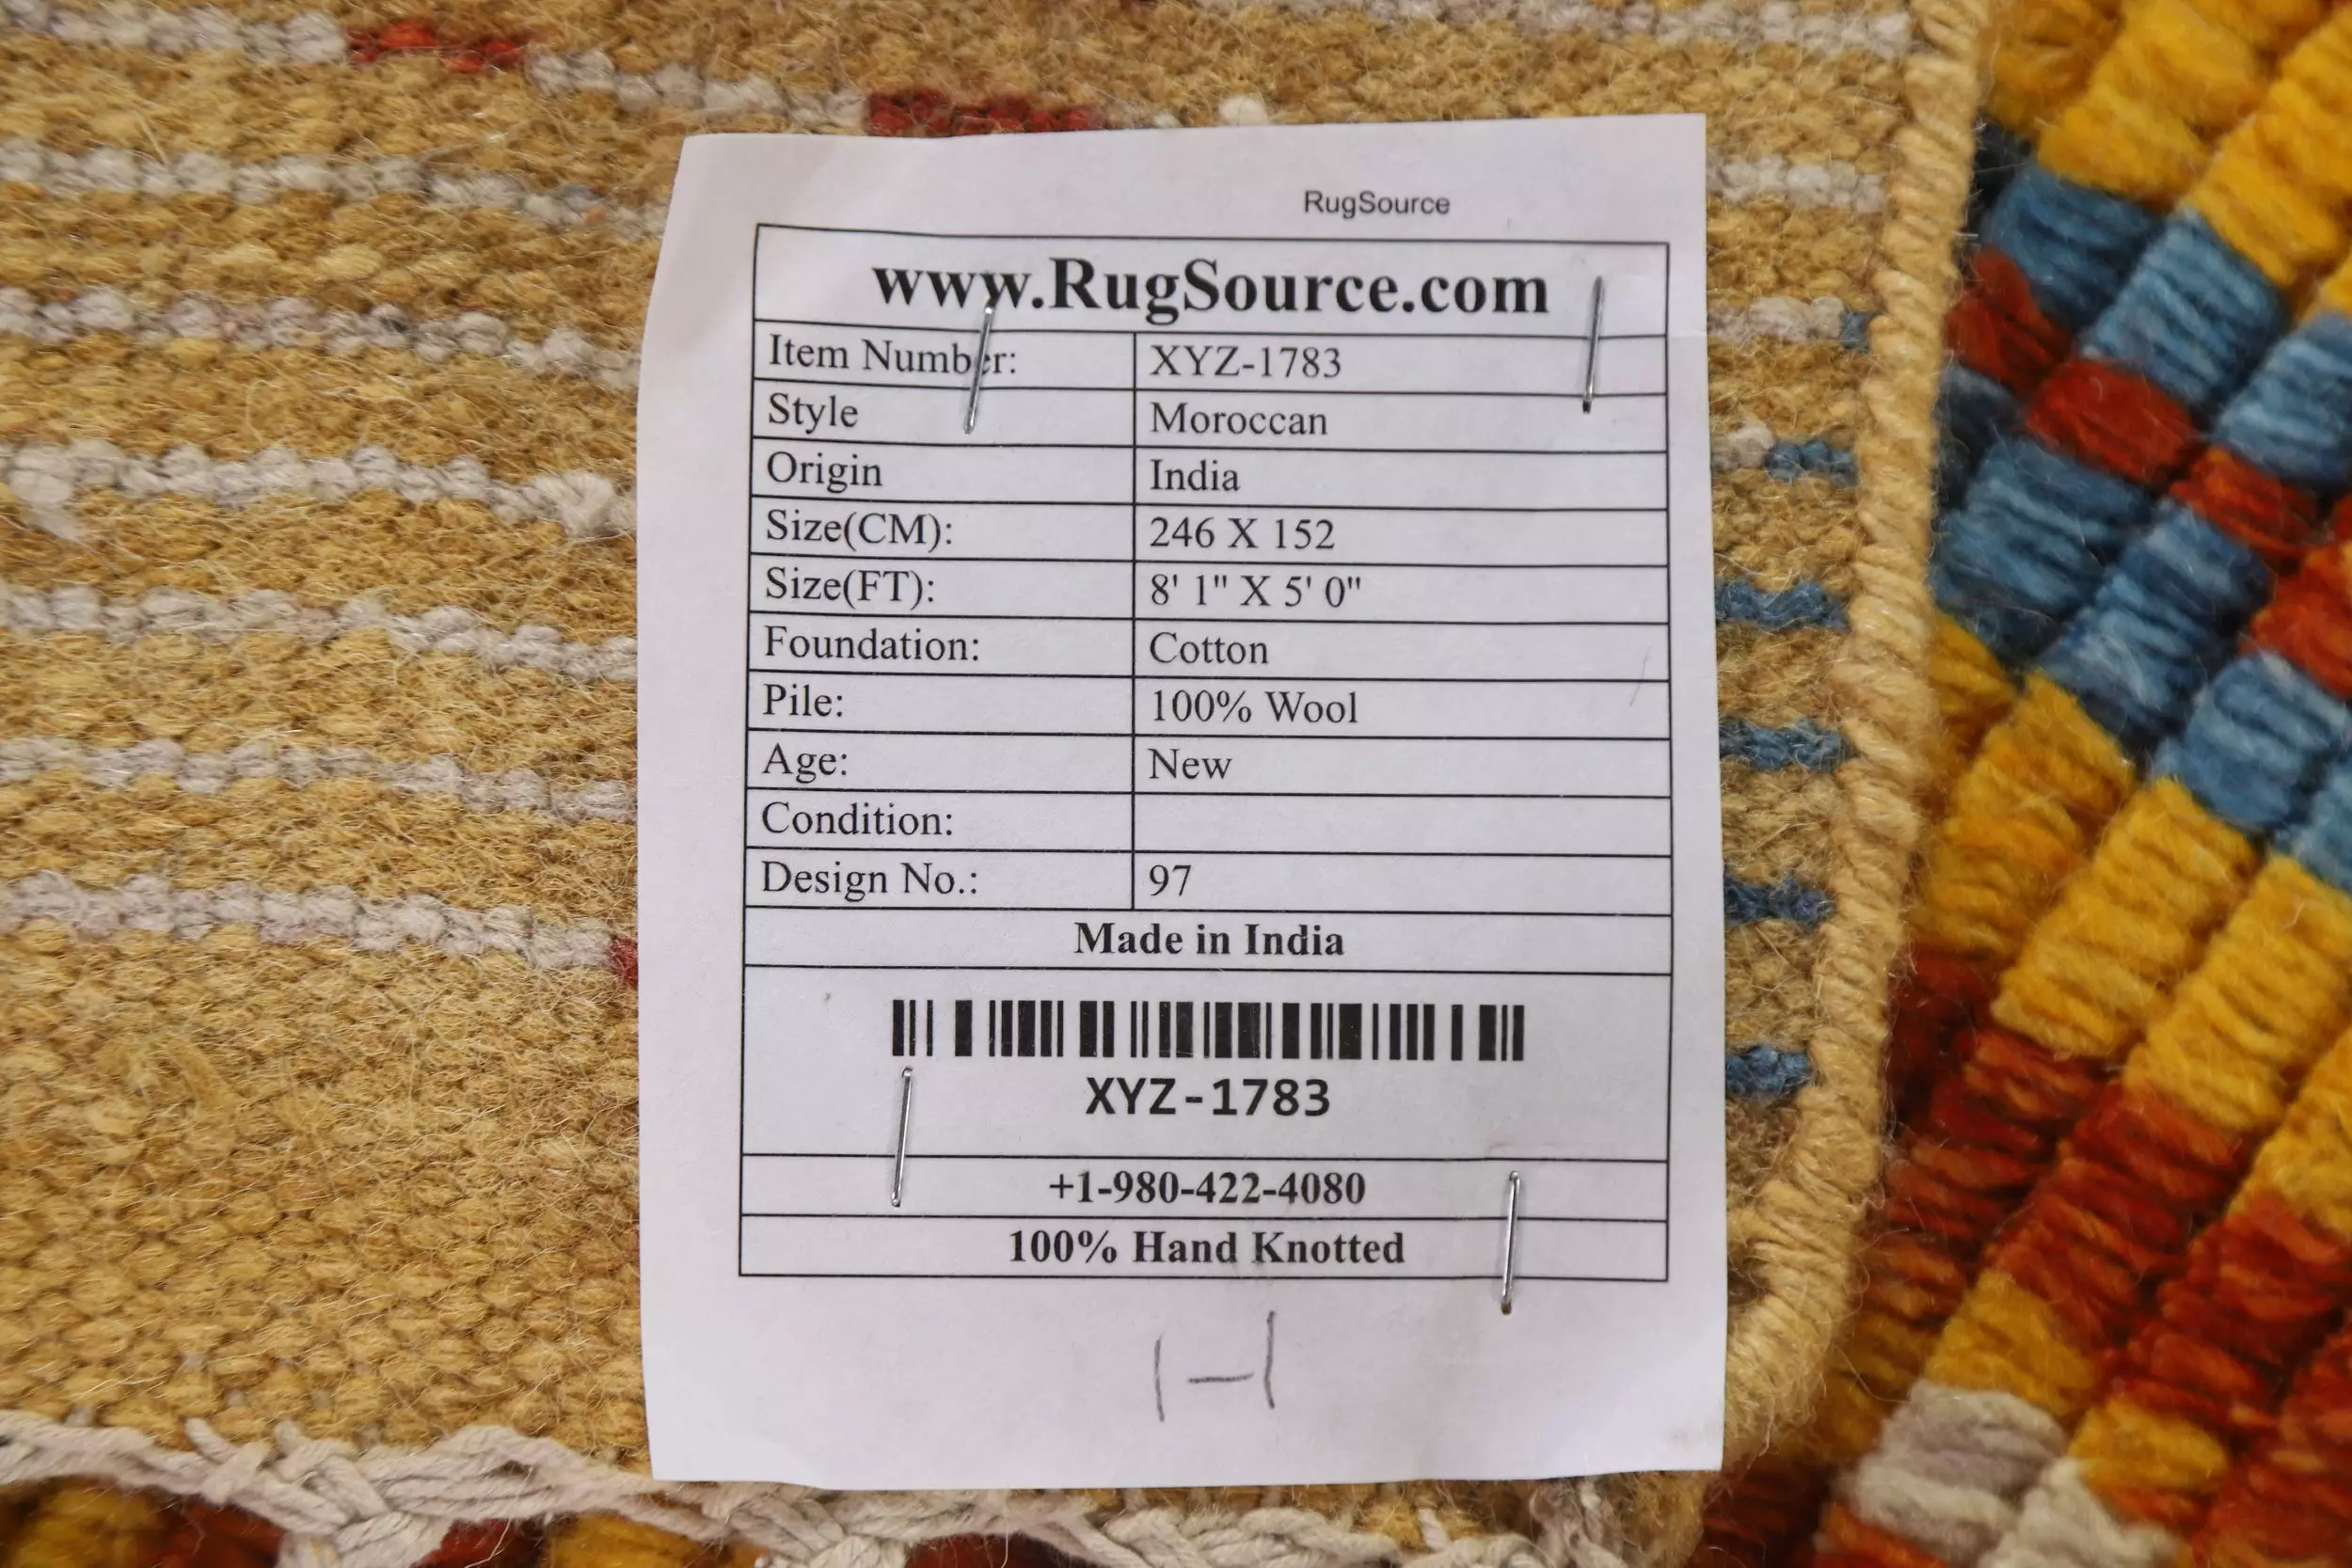 RugSource
www.RugSource.com
Item Number: XYZ-1783
Style Moroccan
Origin India
Size(CM): 246 X 152
Size(FT): 8' 1" X 5' 0"
Foundation: Cotton
Pile: 100% Wool
Age: New
Condition:
Design No.: 97
Made in India
XYZ-1783
+1-980-422-4080
100% Hand Knotted
1-1